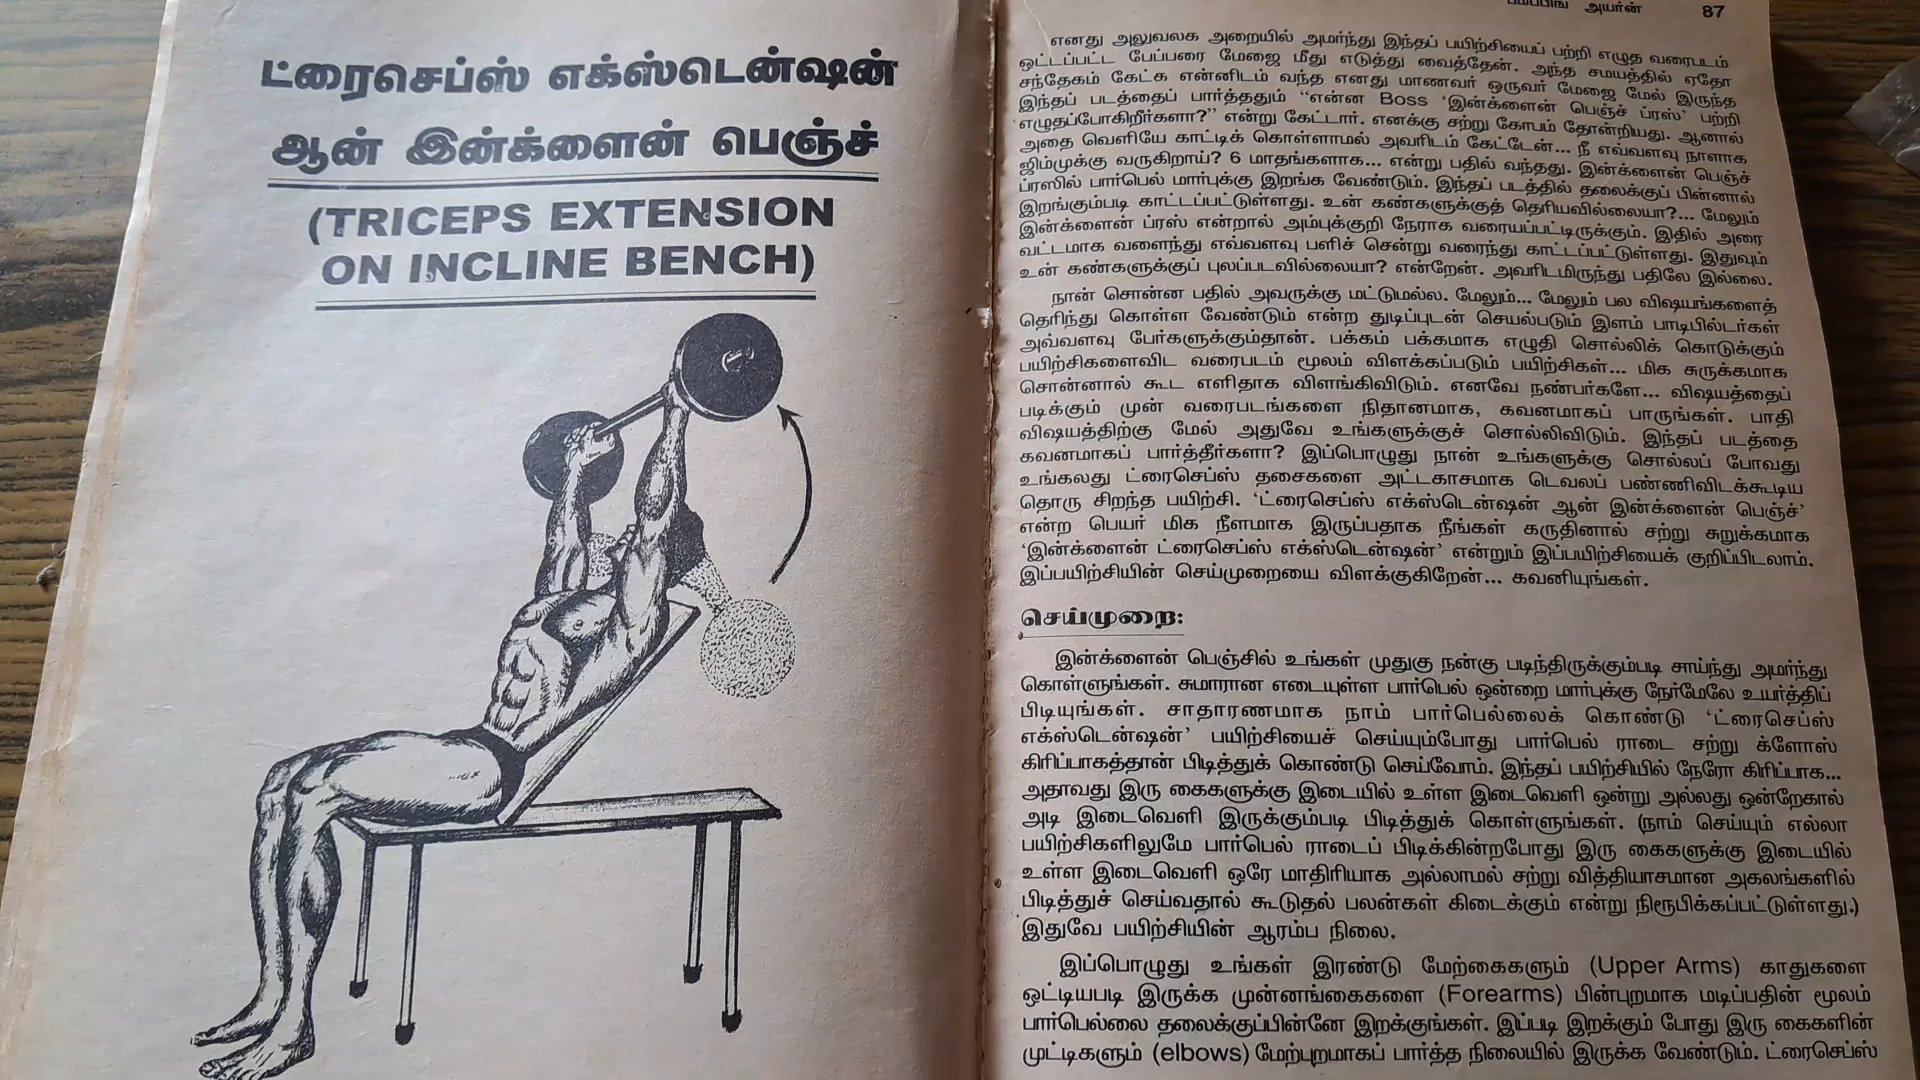 ட்ரைசெப்ஸ் எக்ஸ்டென்ஷன்
ஆன் இன்க்ளைன் பெஞ்ச்
(TRICEPS EXTENSION
ON INCLINE BENCH)
அயர்ன் 87
எனது அலுவலக அறையில் அமர்ந்து இந்தப் பயிற்சியைப் பற்றி எழுத வரைபடம்
ஒட்டப்பட்ட பேப்பரை மேஜை மீது எடுத்து வைத்தேன். அந்த சமயத்தில் ஏதோ
சந்தேகம் கேட்க என்னிடம் வந்த எனது மாணவர் ஒருவர் மேஜை மேல் இருந்த
இந்தப் படத்தைப் பார்த்ததும் “என்ன Boss ‘இன்க்ளைன் பெஞ்ச் ப்ரஸ்’ பற்றி
எழுதப்போகிறீர்களா?” என்று கேட்டார். எனக்கு சற்று கோபம் தோன்றியது. ஆனால்
அதை வெளியே காட்டிக் கொள்ளாமல் அவரிடம் கேட்டேன்... நீ எவ்வளவு நாளாக
ஜிம்முக்கு வருகிறாய்? 6 மாதங்களாக... என்று பதில் வந்தது. இன்க்ளைன் பெஞ்ச்
ப்ரஸில் பார்பெல் மார்புக்கு இறங்க வேண்டும். இந்தப் படத்தில் தலைக்குப் பின்னால்
இறங்கும்படி காட்டப்பட்டுள்ளது. உன் கண்களுக்குத் தெரியவில்லையா?... மேலும்
இன்க்ளைன் ப்ரஸ் என்றால் அம்புக்குறி நேராக வரையப்பட்டிருக்கும். இதில் அரை
வட்டமாக வளைந்து எவ்வளவு பளிச் சென்று வரைந்து காட்டப்பட்டுள்ளது. இதுவும்
உன் கண்களுக்குப் புலப்படவில்லையா? என்றேன். அவரிடமிருந்து பதிலே இல்லை.
நான் சொன்ன பதில் அவருக்கு மட்டுமல்ல. மேலும்... மேலும் பல விஷயங்களைத்
தெரிந்து கொள்ள வேண்டும் என்ற துடிப்புடன் செயல்படும் இளம் பாடிபில்டர்கள்
அவ்வளவு பேர்களுக்கும்தான். பக்கம் பக்கமாக எழுதி சொல்லிக் கொடுக்கும்
பயிற்சிகளைவிட வரைபடம் மூலம் விளக்கப்படும் பயிற்சிகள்... மிக சுருக்கமாக
சொன்னால் கூட எளிதாக விளங்கிவிடும். எனவே நண்பர்களே... விஷயத்தைப்
படிக்கும் முன் வரைபடங்களை நிதானமாக, கவனமாகப் பாருங்கள். பாதி
விஷயத்திற்கு மேல் அதுவே உங்களுக்குச் சொல்லிவிடும். இந்தப் படத்தை
கவனமாகப் பார்த்தீர்களா? இப்பொழுது நான் உங்களுக்கு சொல்லப் போவது
உங்கலது ட்ரைசெப்ஸ் தசைகளை அட்டகாசமாக டெவலப் பண்ணிவிடக்கூடிய
தொரு சிறந்த பயிற்சி. ‘ட்ரைசெப்ஸ் எக்ஸ்டென்ஷன் ஆன் இன்க்ளைன் பெஞ்ச்’
என்ற பெயர் மிக நீளமாக இருப்பதாக நீங்கள் கருதினால் சற்று சுறுக்கமாக
‘இன்க்ளைன் ட்ரைசெப்ஸ் எக்ஸ்டென்ஷன்’ என்றும் இப்பயிற்சியைக் குறிப்பிடலாம்.
இப்பயிற்சியின் செய்முறையை விளக்குகிறேன்... கவனியுங்கள்.
செய்முறை:
இன்க்ளைன் பெஞ்சில் உங்கள் முதுகு நன்கு படிந்திருக்கும்படி சாய்ந்து அமர்ந்து
கொள்ளுங்கள். சுமாரான எடையுள்ள பார்பெல் ஒன்றை மார்புக்கு நேர்மேலே உயர்த்திப்
பிடியுங்கள். சாதாரணமாக நாம் பார்பெல்லைக் கொண்டு ‘ட்ரைசெப்ஸ்
எக்ஸ்டென்ஷன்’ பயிற்சியைச் செய்யும்போது பார்பெல் ராடை சற்று க்ளோஸ்
கிரிப்பாகத்தான் பிடித்துக் கொண்டு செய்வோம். இந்தப் பயிற்சியில் நேரோ கிரிப்பாக...
அதாவது இரு கைகளுக்கு இடையில் உள்ள இடைவெளி ஒன்று அல்லது ஒன்றேகால்
அடி இடைவெளி இருக்கும்படி பிடித்துக் கொள்ளுங்கள். (நாம் செய்யும் எல்லா
பயிற்சிகளிலுமே பார்பெல் ராடைப் பிடிக்கின்றபோது இரு கைகளுக்கு இடையில்
உள்ள இடைவெளி ஒரே மாதிரியாக அல்லாமல் சற்று வித்தியாசமான அகலங்களில்
பிடித்துச் செய்வதால் கூடுதல் பலன்கள் கிடைக்கும் என்று நிரூபிக்கப்பட்டுள்ளது.)
இதுவே பயிற்சியின் ஆரம்ப நிலை.
இப்பொழுது உங்கள் இரண்டு மேற்கைகளும் (Upper Arms) காதுகளை
ஒட்டியபடி இருக்க முன்னங்கைகளை (Forearms) பின்புறமாக மடிப்பதின் மூலம்
பார்பெல்லை தலைக்குப்பின்னே இறக்குங்கள். இப்படி இறக்கும் போது இரு கைகளின்
முட்டிகளும் (elbows) மேற்புறமாகப் பார்த்த நிலையில் இருக்க வேண்டும். ட்ரைசெப்ஸ்